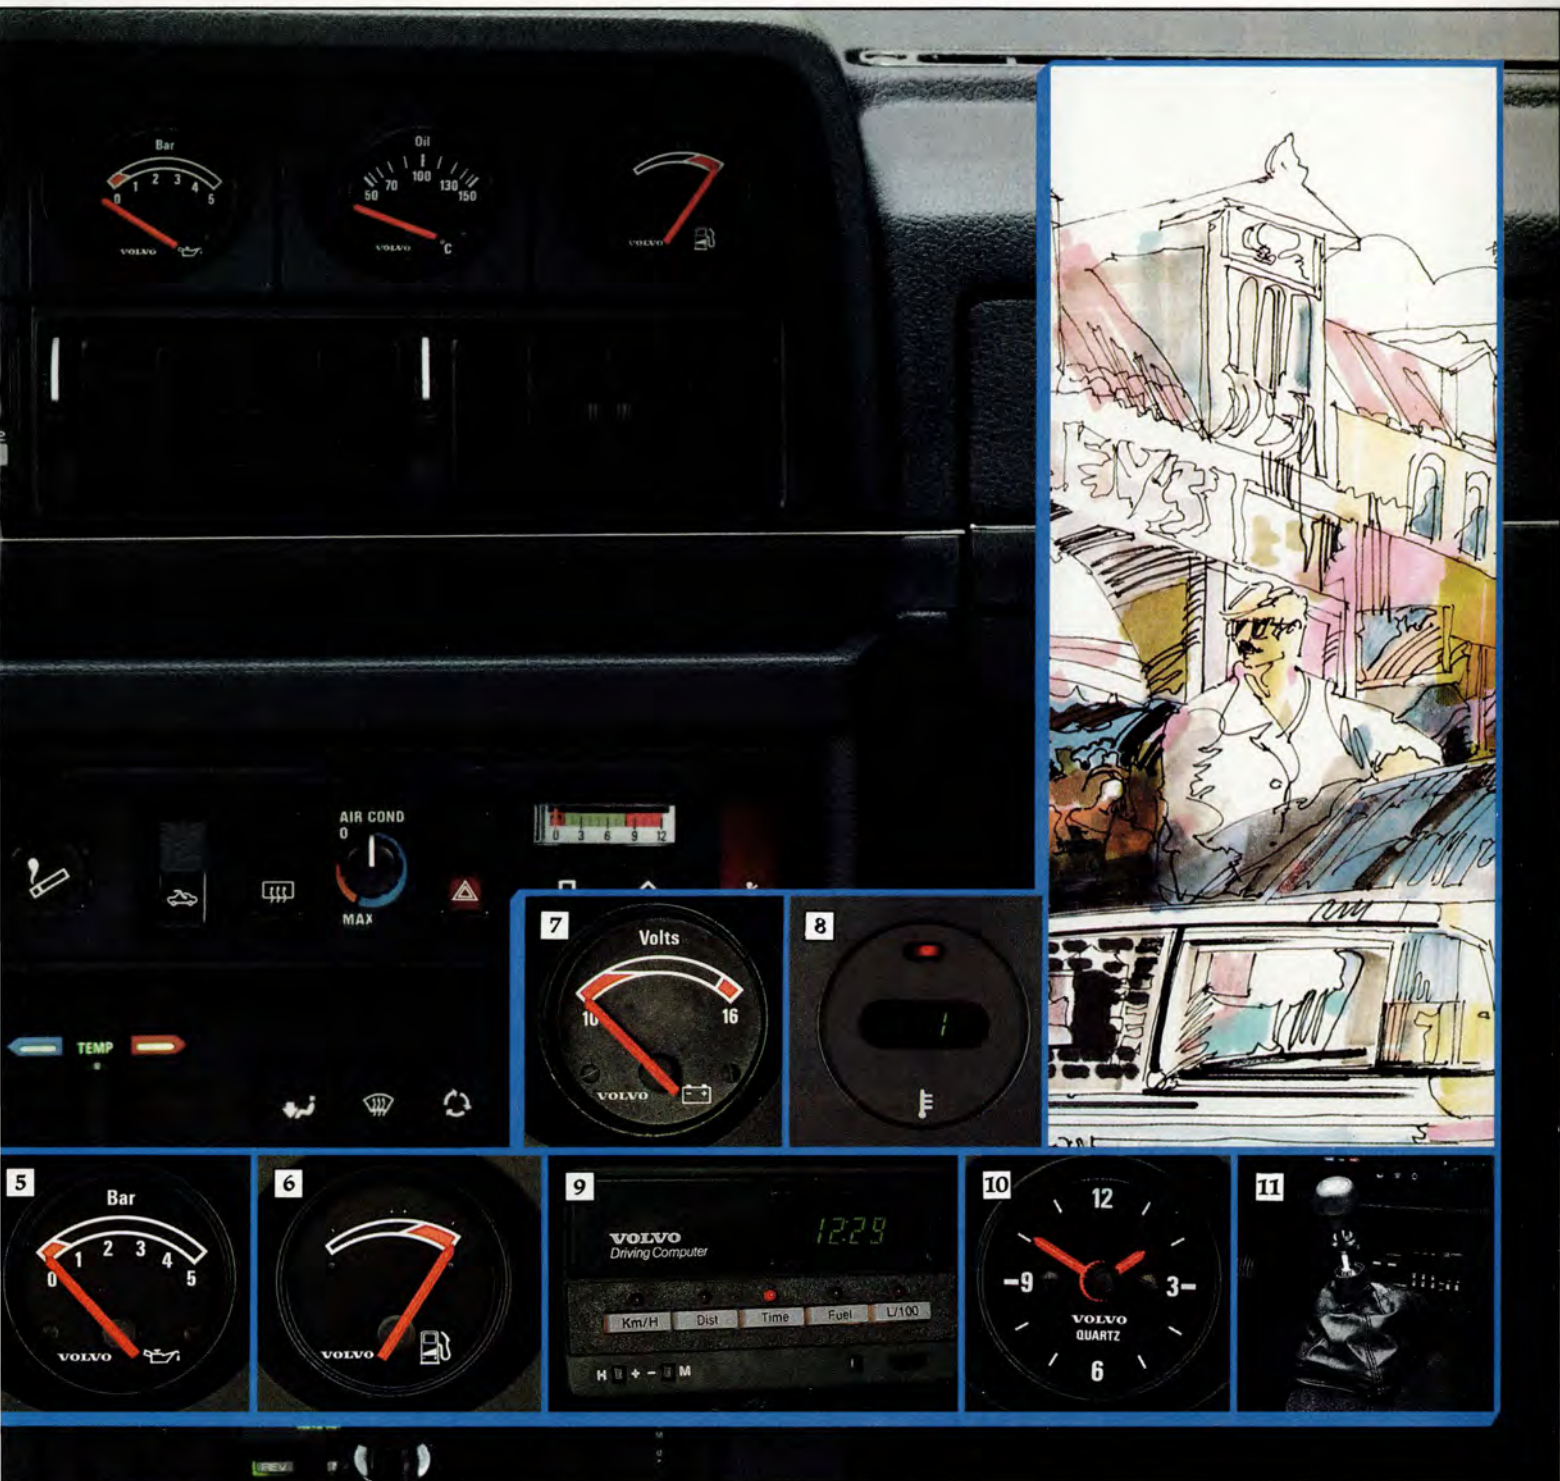 Bar
0 1 2 3 4 5
VOLVO
Oil
50 70 100 130 150
VOLVO °C
VOLVO
AIR COND
0
MAX
0 3 6 9 12
TEMP
7
Volts
10 16
VOLVO
8
1
5
Bar
0 1 2 3 4 5
VOLVO
6
VOLVO
9
VOLVO
Driving Computer
12:29
Km/H Dist Time Fuel L/100
H + - M
10
12
9 3
VOLVO
QUARTZ
6
11
REV